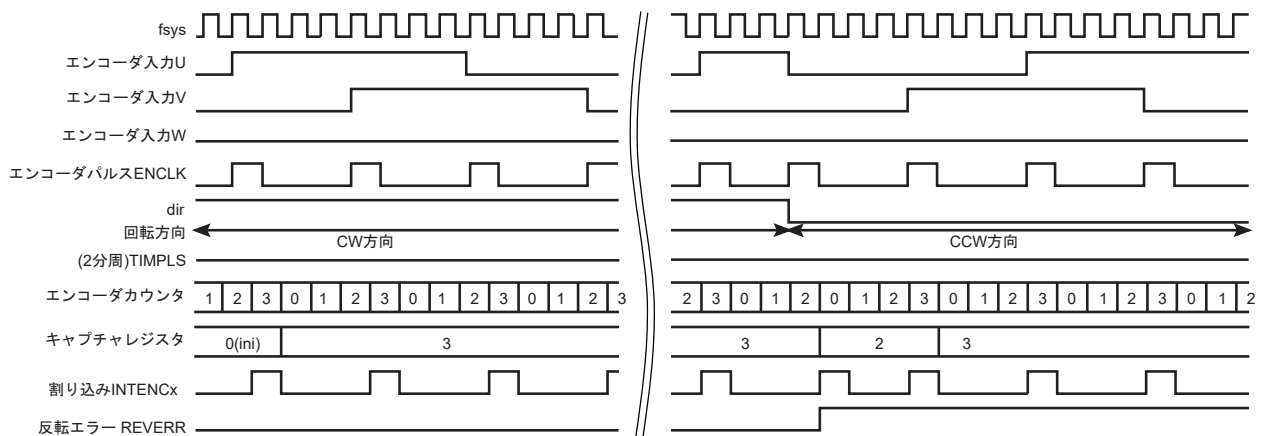 fsys
エンコーダ入力U
エンコーダ入力V
エンコーダ入力W
エンコーダパルスENCLK
dir
回転方向 CW方向 CCW方向
(2分周)TIMPLS
エンコーダカウンタ 1 2 3 0 1 2 3 0 1 2 3 0 1 2 3 2 3 0 1 2 0 1 2 3 0 1 2 3 0 1 2 3 0 1 2
キャプチャレジスタ 0(ini) 3 3 2 3
割り込みINTENCx
反転エラー REVERR